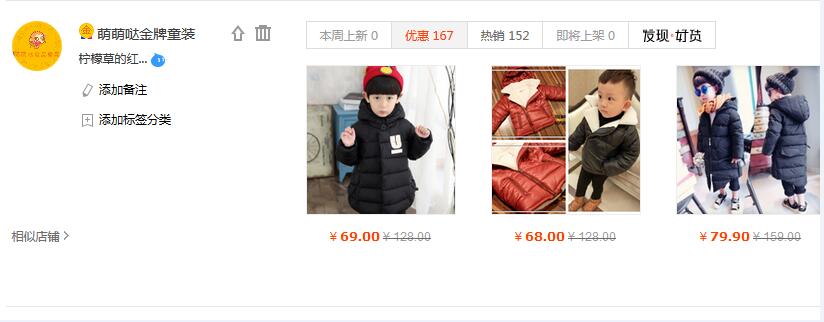 萌萌哒金牌童装
柠檬草的红...
添加备注
添加标签分类
相似店铺 >
本周上新 0 优惠 167 热销 152 即将上架 0 发现·好货
U
¥ 69.00 ¥ 128.00 ¥ 68.00 ¥ 128.00 ¥ 79.90 ¥ 159.00